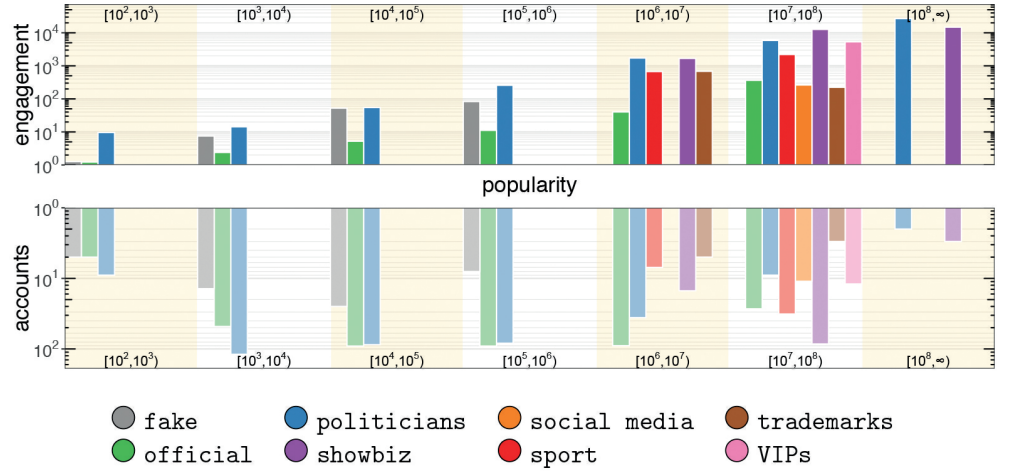 [10²,10³) [10³,10⁴) [10⁴,10⁵) [10⁵,10⁶) [10⁶,10⁷) [10⁷,10⁸) [10⁸,∞)
engagement
10⁴
10³
10²
10¹
10⁰
popularity
accounts
10⁰
10¹
10²
[10²,10³) [10³,10⁴) [10⁴,10⁵) [10⁵,10⁶) [10⁶,10⁷) [10⁷,10⁸) [10⁸,∞)
fake politicians social media trademarks
official showbiz sport VIPs